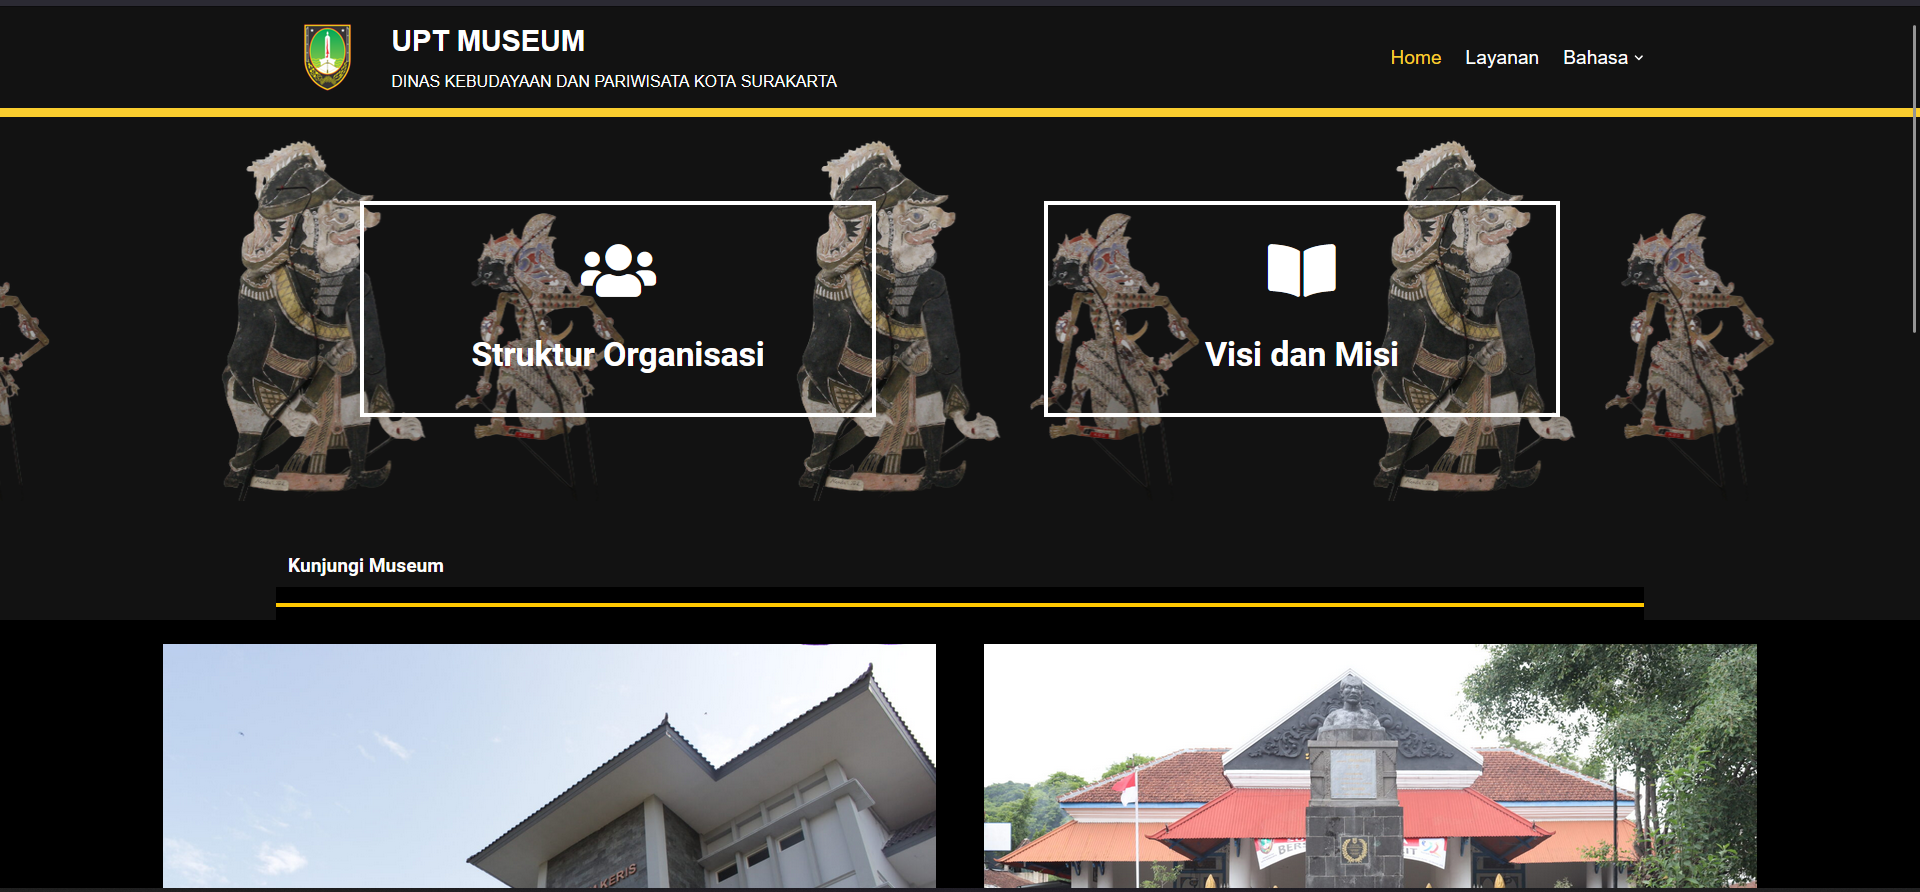 UPT MUSEUM
DINAS KEBUDAYAAN DAN PARIWISATA KOTA SURAKARTA
Home
Layanan
Bahasa
Struktur Organisasi
Visi dan Misi
Kunjungi Museum
KERIS